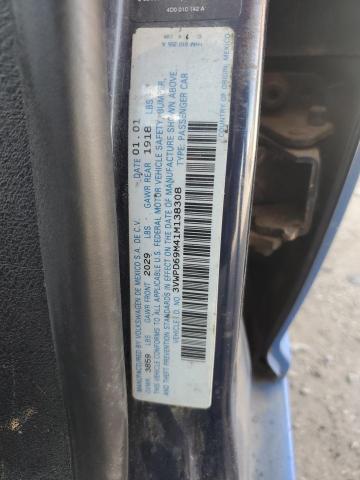 4D0 010 142 A
COUNTRY OF ORIGIN: MEXICO
MANUFACTURED BY VOLKSWAGEN DE MEXICO S.A. DE C.V. DATE 01.01
GVWR 3859 LBS GAWR FRONT 2029 LBS GAWR REAR 1918 LBS
THIS VEHICLE CONFORMS TO ALL APPLICABLE U.S. FEDERAL MOTOR VEHICLE SAFETY, BUMPER,
AND THEFT PREVENTION STANDARDS IN EFFECT ON THE DATE OF MANUFACTURE SHOWN ABOVE.
VEHICLE I.D. NO.: TYPE: PASSENGER CAR
3VWPD69M41M138308